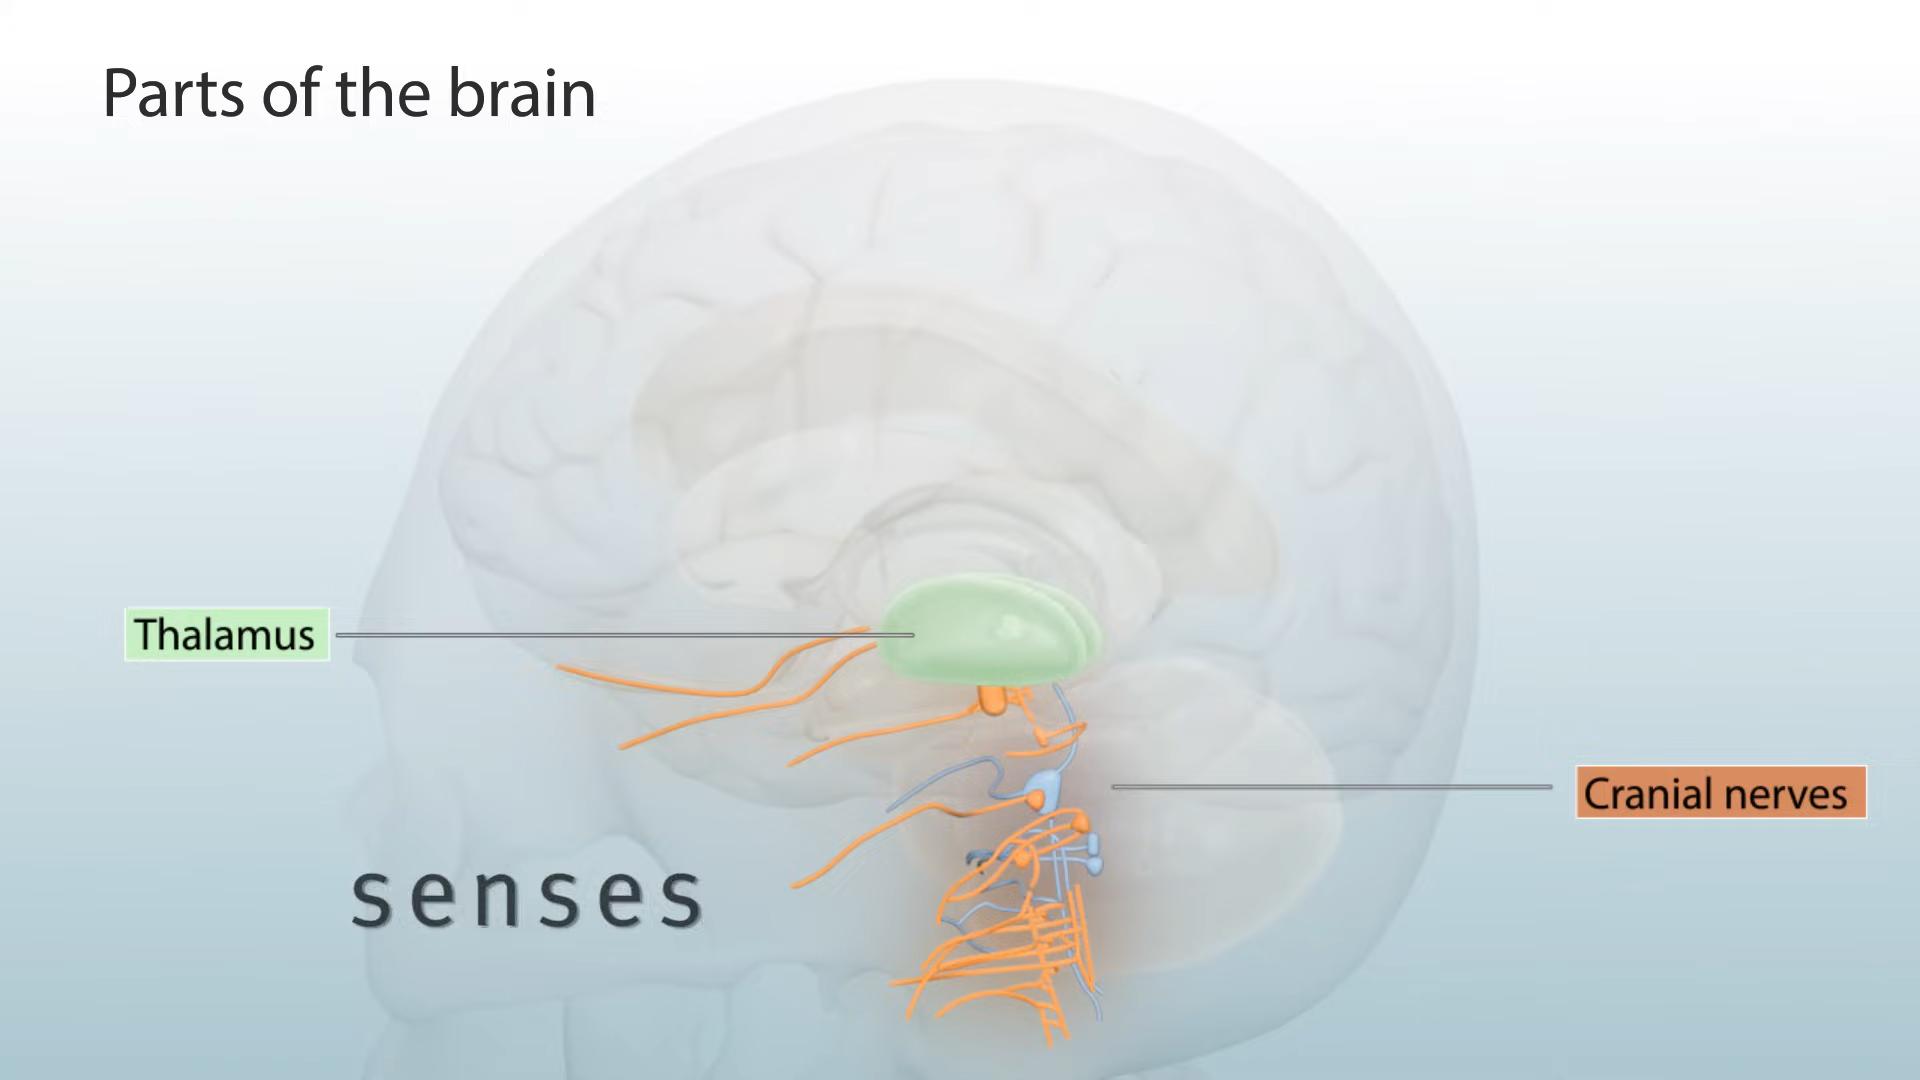 Parts of the brain
Thalamus
Cranial nerves
senses